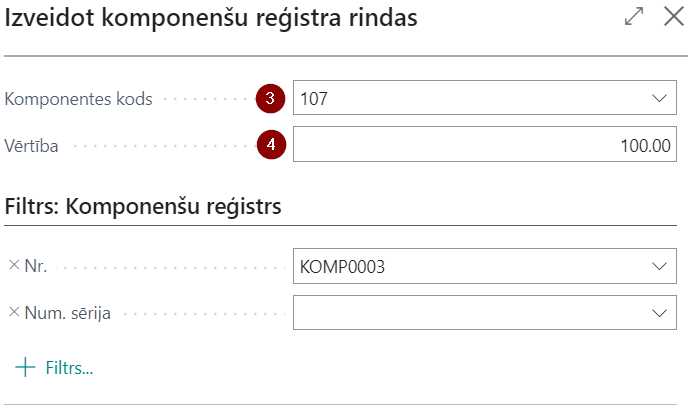 Izveidot komponenšu reģistra rindas
Komponentes kods 3 107
Vērtība 4 100.00
Filtrs: Komponenšu reģistrs
Nr. KOMP0003
Num. sērija
Filtrs...